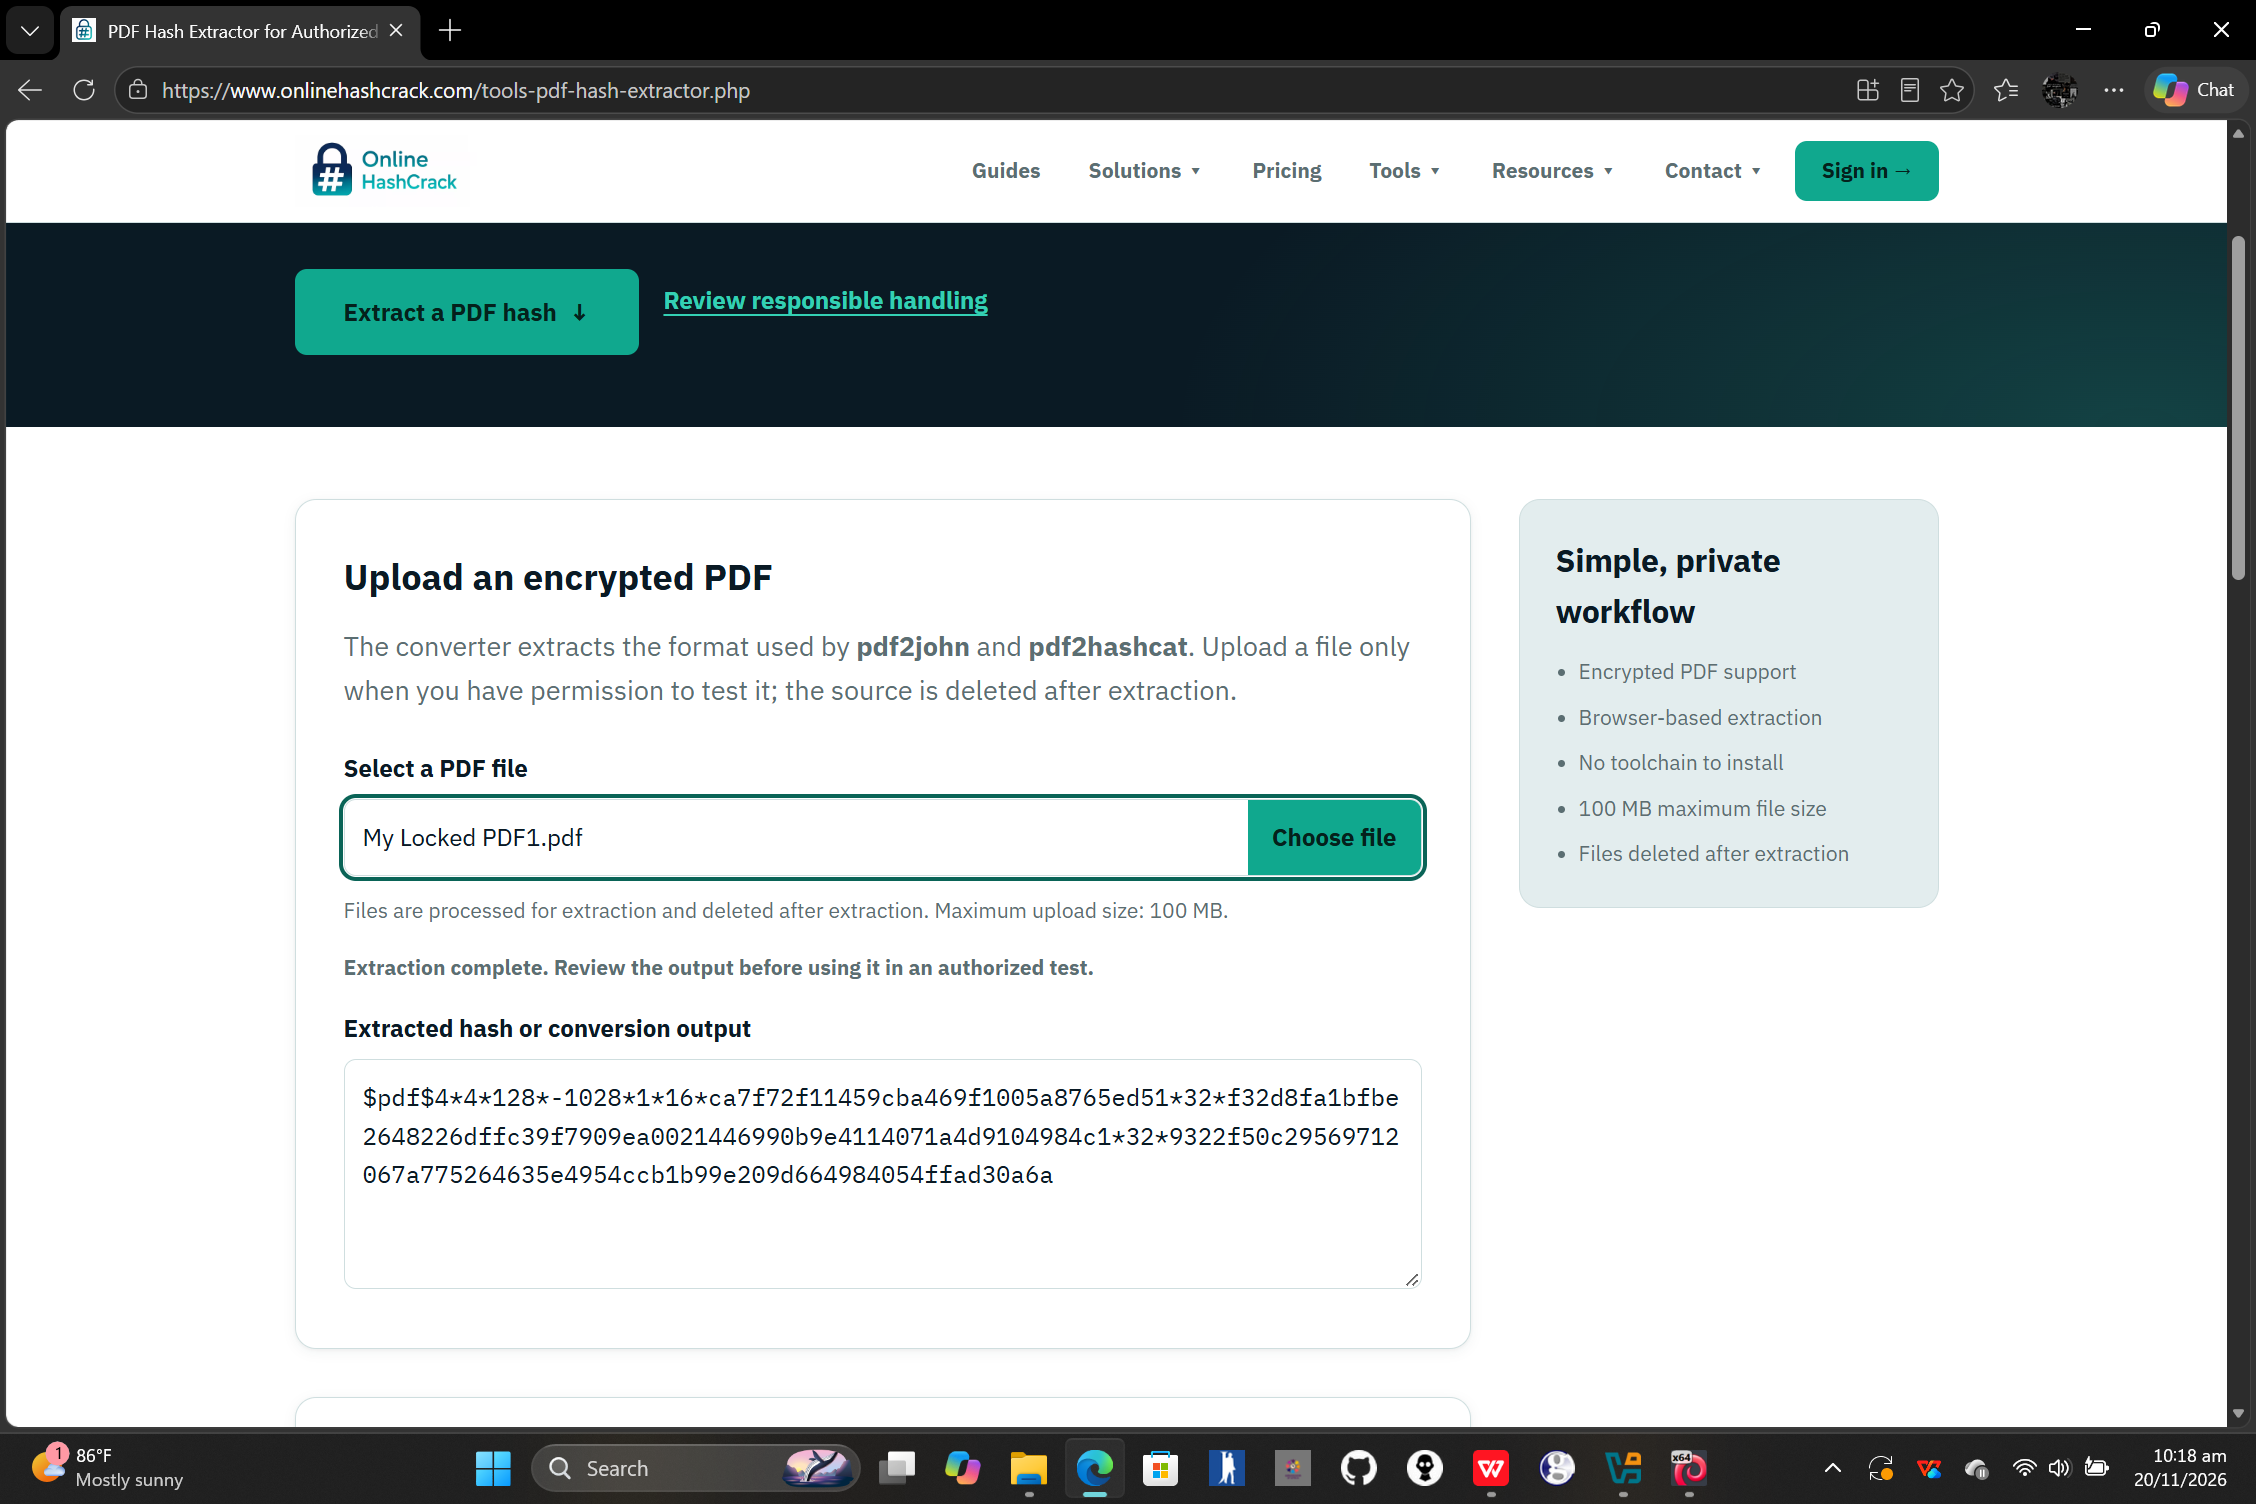 PDF Hash Extractor for Authorized
https://www.onlinehashcrack.com/tools-pdf-hash-extractor.php
Chat
# Online
HashCrack
Guides
Solutions
Pricing
Tools
Resources
Contact
Sign in →
Extract a PDF hash ↓
Review responsible handling
Upload an encrypted PDF
The converter extracts the format used by pdf2john and pdf2hashcat. Upload a file only
when you have permission to test it; the source is deleted after extraction.
Select a PDF file
My Locked PDF1.pdf
Choose file
Files are processed for extraction and deleted after extraction. Maximum upload size: 100 MB.
Extraction complete. Review the output before using it in an authorized test.
Extracted hash or conversion output
$pdf$4*4*128*-1028*1*16*ca7f72f11459cba469f1005a8765ed51*32*f32d8fa1bfbe
2648226dffc39f7909ea0021446990b9e4114071a4d9104984c1*32*9322f50c29569712
067a775264635e4954ccb1b99e209d664984054ffad30a6a
Simple, private
workflow
• Encrypted PDF support
• Browser-based extraction
• No toolchain to install
• 100 MB maximum file size
• Files deleted after extraction
1
86°F
Mostly sunny
Search
x64
10:18 am
20/11/2026